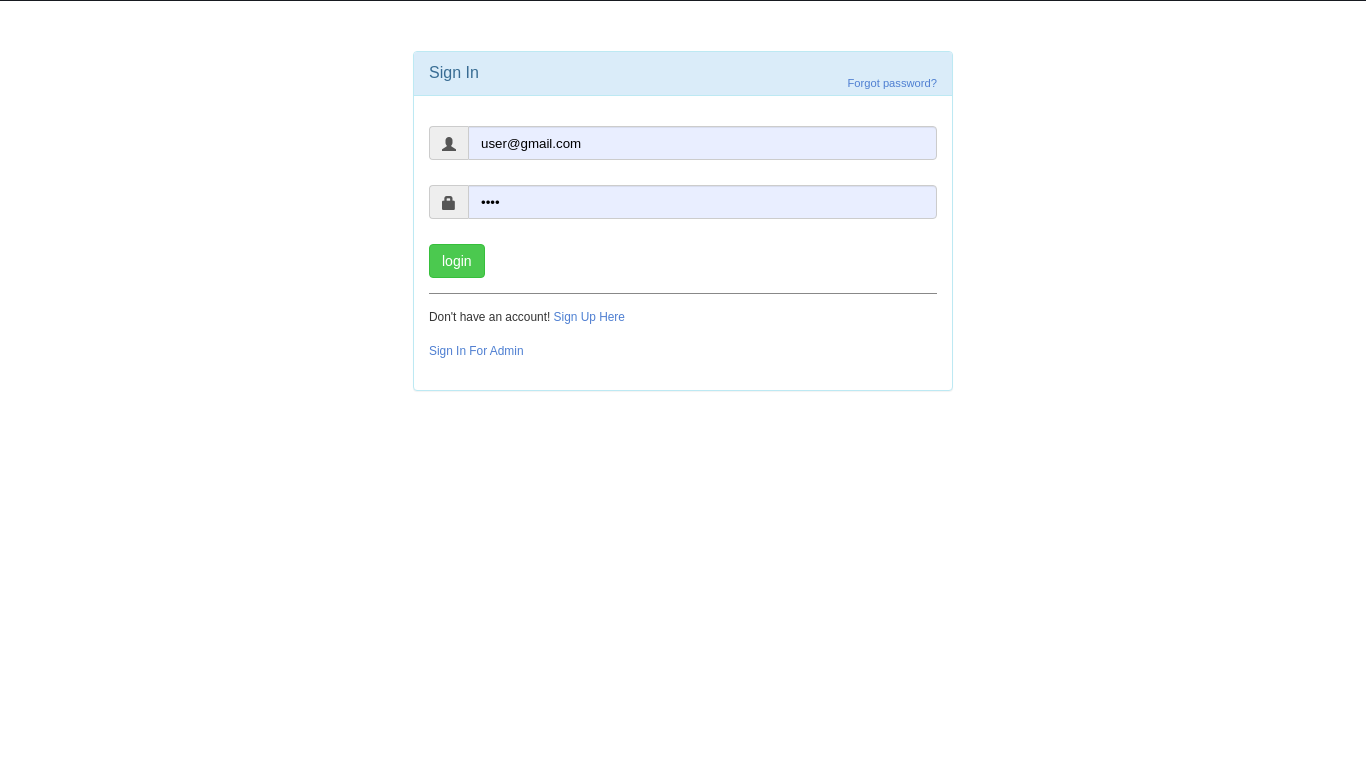 Sign In
Forgot password?
user@gmail.com
••••
login
Don't have an account! Sign Up Here
Sign In For Admin